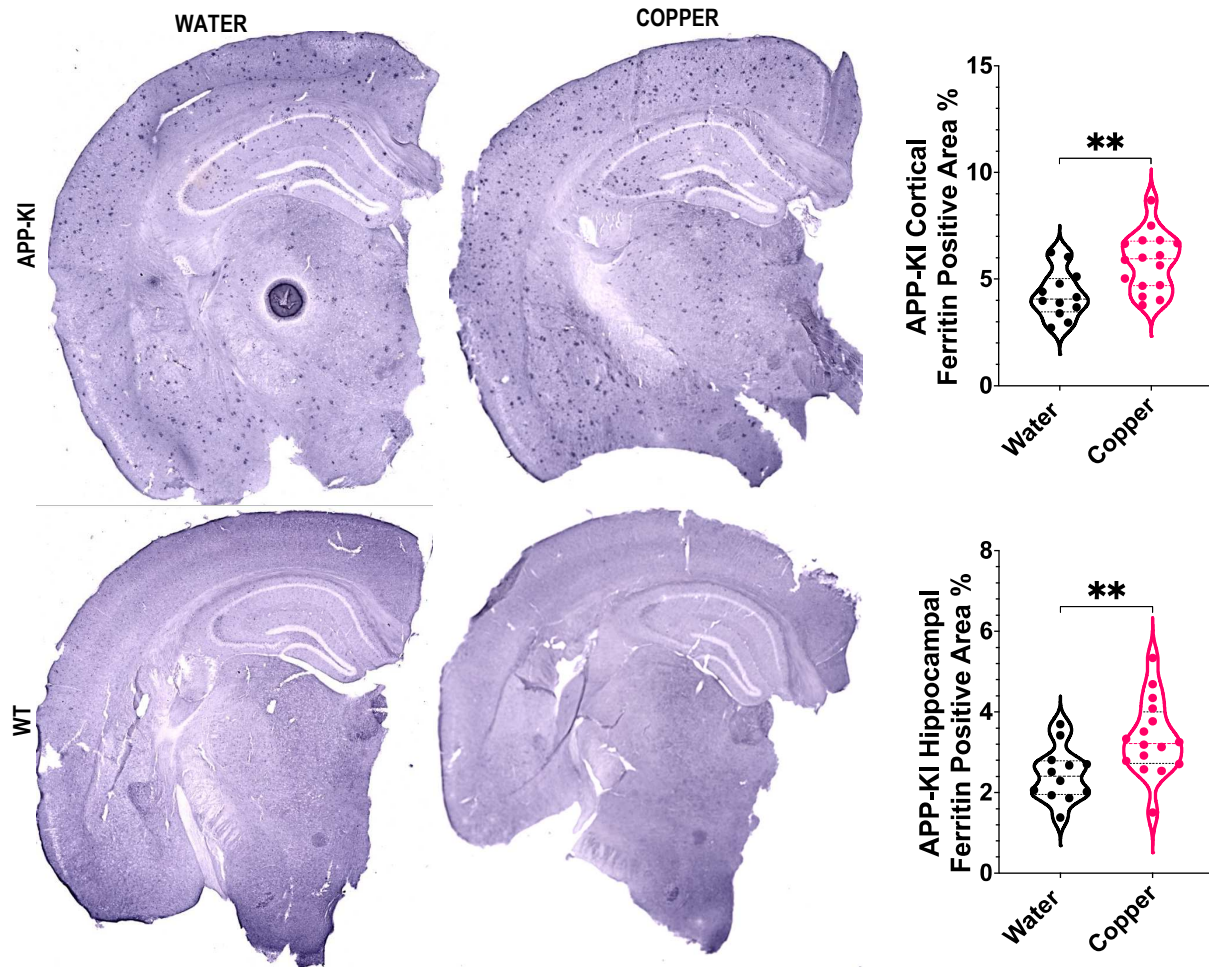 WATER
COPPER
APP-KI
WT
APP-KI Cortical
Ferritin Positive Area %
15
10
5
0
**
Water
Copper
APP-KI Hippocampal
Ferritin Positive Area %
8
6
4
2
0
**
Water
Copper